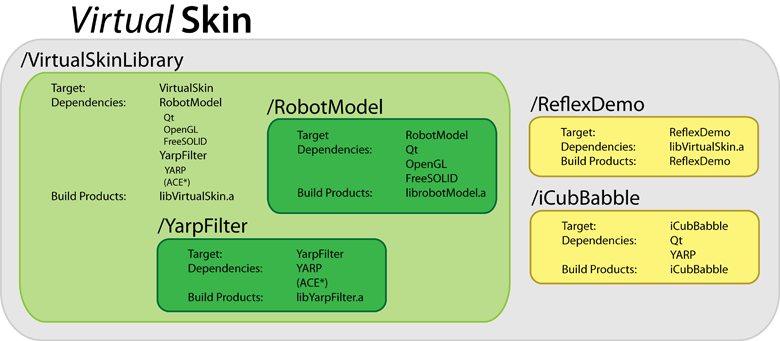 Virtual Skin
/VirtualSkinLibrary
Target: VirtualSkin
Dependencies: RobotModel
Qt
OpenGL
FreeSOLID
YarpFilter
YARP
(ACE*)
Build Products: libVirtualSkin.a
/RobotModel
Target RobotModel
Dependencies: Qt
OpenGL
FreeSOLID
Build Products: librobotModel.a
/YarpFilter
Target: YarpFilter
Dependencies: YARP
(ACE*)
Build Products: libYarpFilter.a
/ReflexDemo
Target: ReflexDemo
Dependencies: libVirtualSkin.a
Build Products: ReflexDemo
/iCubBabble
Target: iCubBabble
Dependencies: Qt
YARP
Build Products: iCubBabble